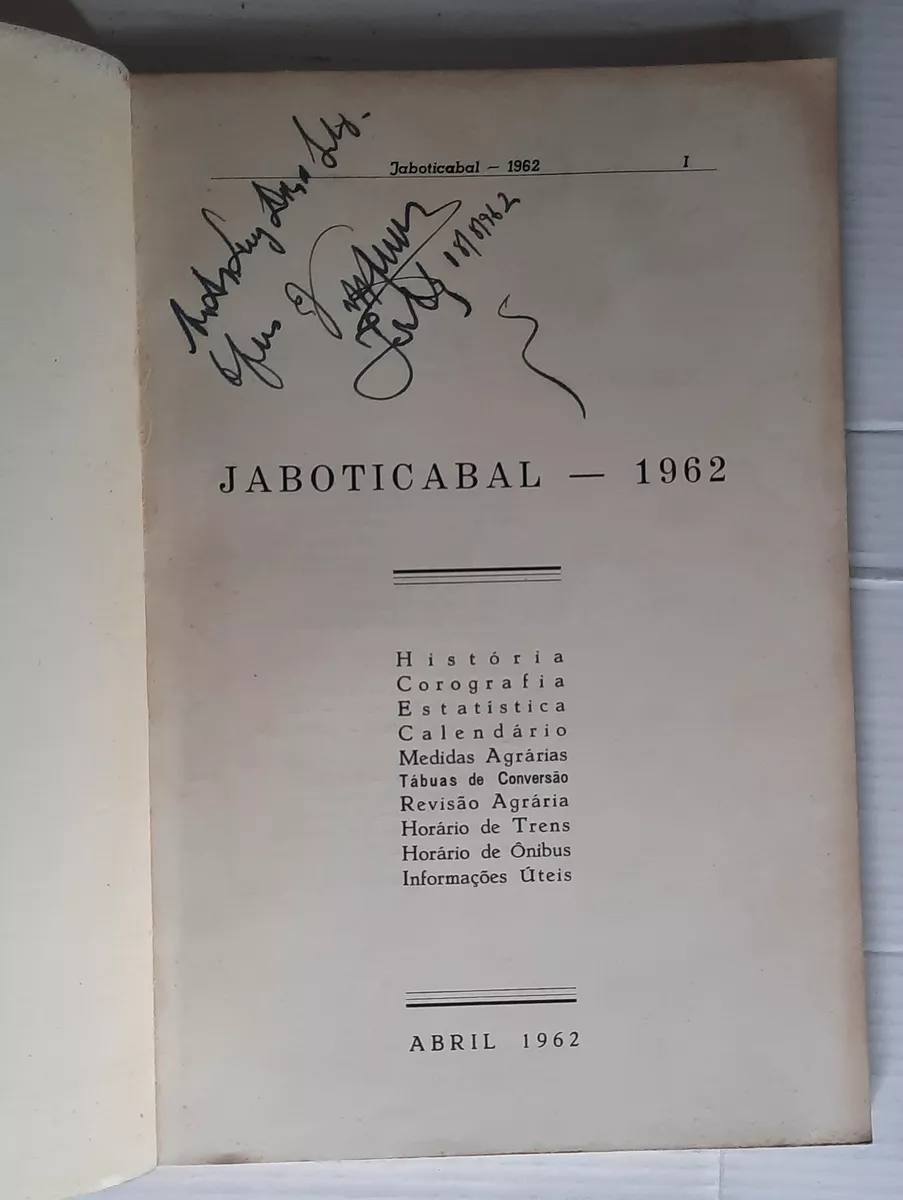 Jaboticabal — 1962 I
JABOTICABAL — 1962
História
Corografia
Estatística
Calendário
Medidas Agrárias
Tábuas de Conversão
Revisão Agrária
Horário de Trens
Horário de Ônibus
Informações Úteis
ABRIL 1962